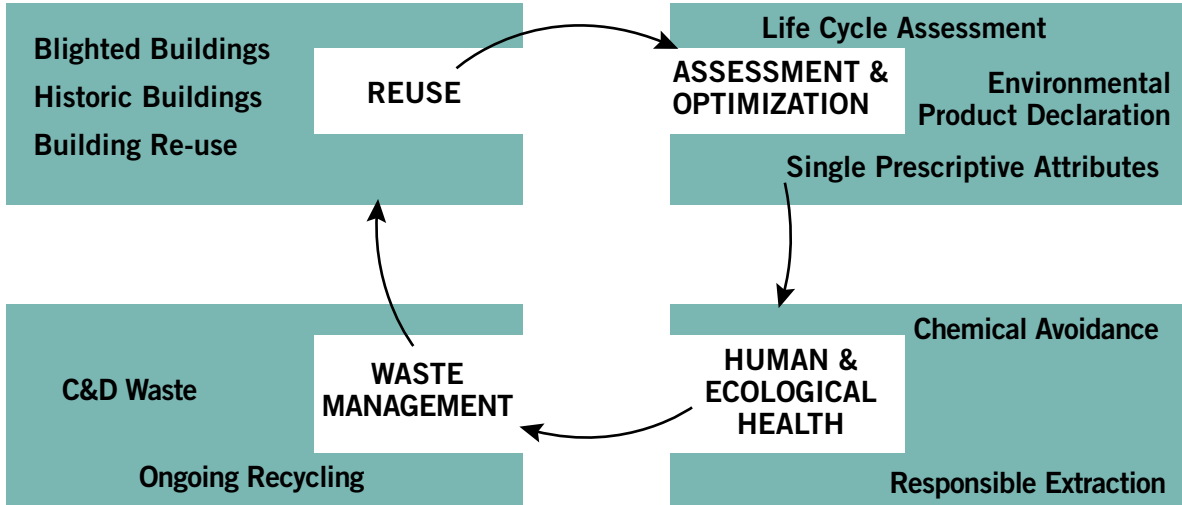 Blighted Buildings
Historic Buildings
Building Re-use
REUSE
Life Cycle Assessment
ASSESSMENT &
OPTIMIZATION
Environmental
Product Declaration
Single Prescriptive Attributes
C&D Waste
WASTE
MANAGEMENT
Ongoing Recycling
Chemical Avoidance
HUMAN &
ECOLOGICAL
HEALTH
Responsible Extraction